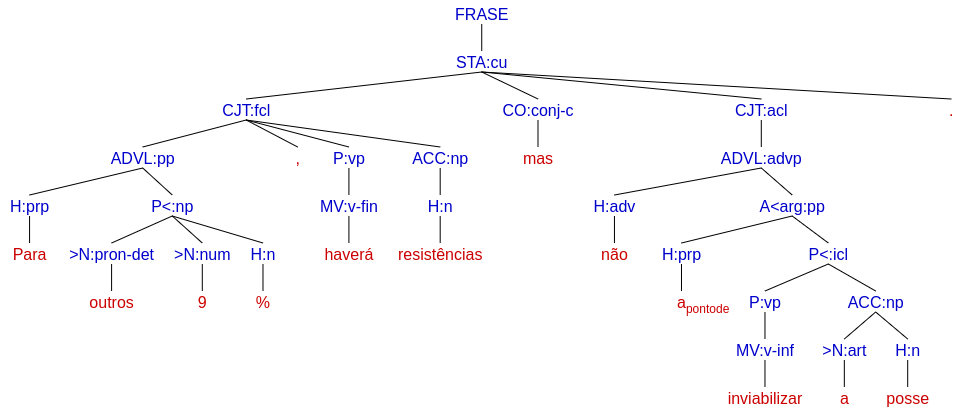 FRASE
STA:cu
CJT:fcl CO:conj-c CJT:acl .
ADVL:pp , P:vp ACC:np mas ADVL:advp
H:prp P<:np MV:v-fin H:n H:adv A<arg:pp
Para >N:pron-det >N:num H:n haverá resistências não H:prp P<:icl
outros 9 % a_pontode P:vp ACC:np
MV:v-inf >N:art H:n
inviabilizar a posse